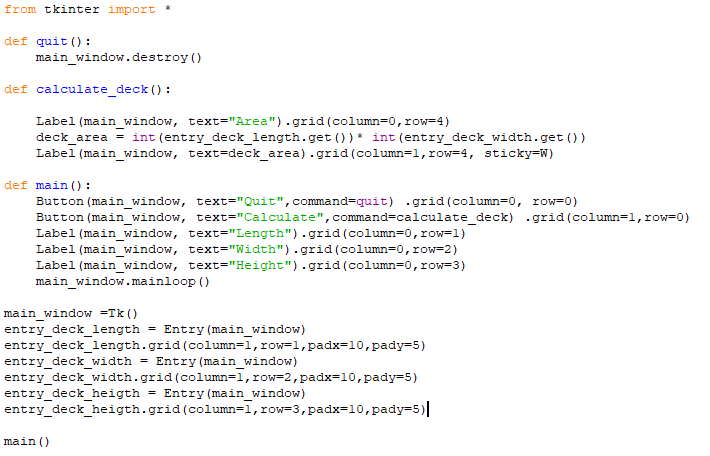 from tkinter import *
def quit():
    main_window.destroy()
def calculate_deck():
    Label(main_window, text="Area").grid(column=0,row=4)
    deck_area = int(entry_deck_length.get())* int(entry_deck_width.get())
    Label(main_window, text=deck_area).grid(column=1,row=4, sticky=W)
def main():
    Button(main_window, text="Quit",command=quit) .grid(column=0, row=0)
    Button(main_window, text="Calculate",command=calculate_deck) .grid(column=1,row=0)
    Label(main_window, text="Length").grid(column=0,row=1)
    Label(main_window, text="Width").grid(column=0,row=2)
    Label(main_window, text="Height").grid(column=0,row=3)
    main_window.mainloop()
main_window =Tk()
entry_deck_length = Entry(main_window)
entry_deck_length.grid(column=1,row=1,padx=10,pady=5)
entry_deck_width = Entry(main_window)
entry_deck_width.grid(column=1,row=2,padx=10,pady=5)
entry_deck_heigth = Entry(main_window)
entry_deck_heigth.grid(column=1,row=3,padx=10,pady=5)
main()